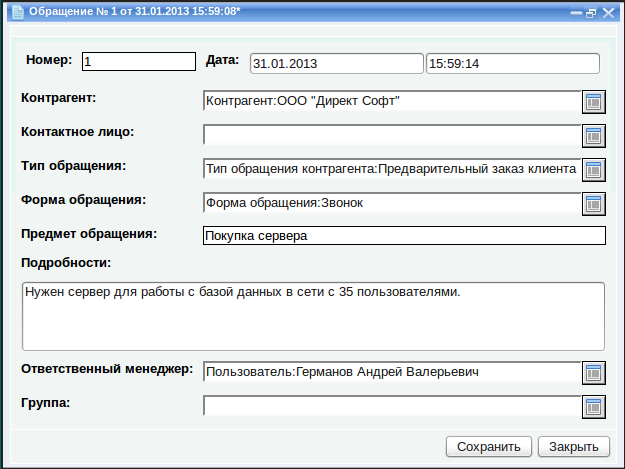 Обращение № 1 от 31.01.2013 15:59:08*
Номер: 1 Дата: 31.01.2013 15:59:14
Контрагент: Контрагент:ООО "Директ Софт"
Контактное лицо:
Тип обращения: Тип обращения контрагента:Предварительный заказ клиента
Форма обращения: Форма обращения:Звонок
Предмет обращения: Покупка сервера
Подробности:
Нужен сервер для работы с базой данных в сети с 35 пользователями.
Ответственный менеджер: Пользователь:Германов Андрей Валерьевич
Группа:
Сохранить Закрыть